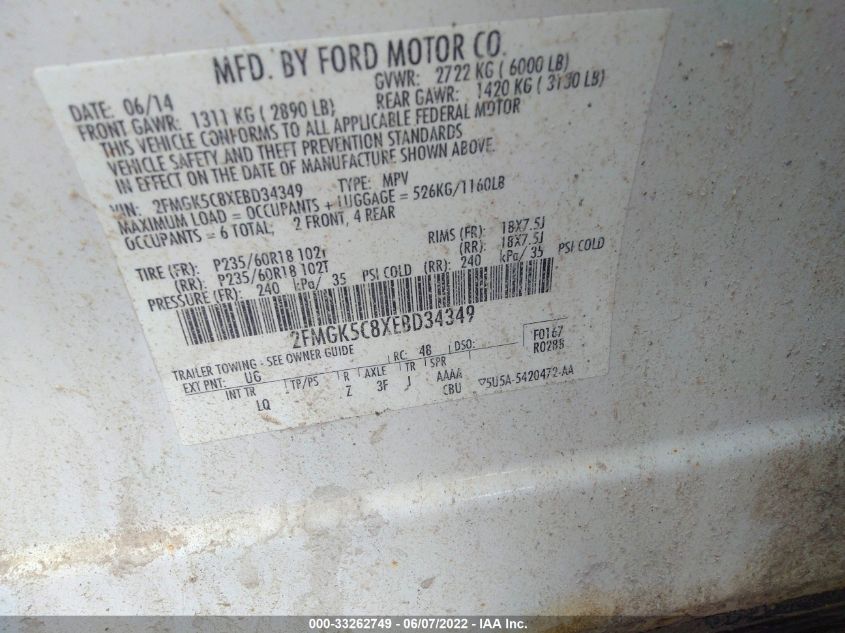 MFD. BY FORD MOTOR CO.
DATE: 06/14 GVWR: 2722 KG ( 6000 LB)
FRONT GAWR: 1311 KG ( 2890 LB) REAR GAWR: 1420 KG ( 3130 LB)
THIS VEHICLE CONFORMS TO ALL APPLICABLE FEDERAL MOTOR
VEHICLE SAFETY AND THEFT PREVENTION STANDARDS
IN EFFECT ON THE DATE OF MANUFACTURE SHOWN ABOVE.
VIN: 2FMGK5C8XEBD34349 TYPE: MPV
MAXIMUM LOAD = OCCUPANTS + LUGGAGE = 526KG/1160LB
OCCUPANTS = 6 TOTAL, 2 FRONT, 4 REAR
TIRE (FR): P235/60R18 102T RIMS (FR): 18X7.5J
(RR): P235/60R18 102T (RR): 18X7.5J
PRESSURE (FR): 240 kPa/ 35 PSI COLD (RR): 240 kPa/ 35 PSI COLD
2FMGK5C8XEBD34349
TRAILER TOWING - SEE OWNER GUIDE
EXT PNT: UG RC: 48 DSO: F0167
R0288
INT TR TP/PS R AXLE TR SPR
LQ Z 3F J AAAA
CBU ▽5U5A-5420472-AA
000-33262749 - 06/07/2022 - IAA Inc.